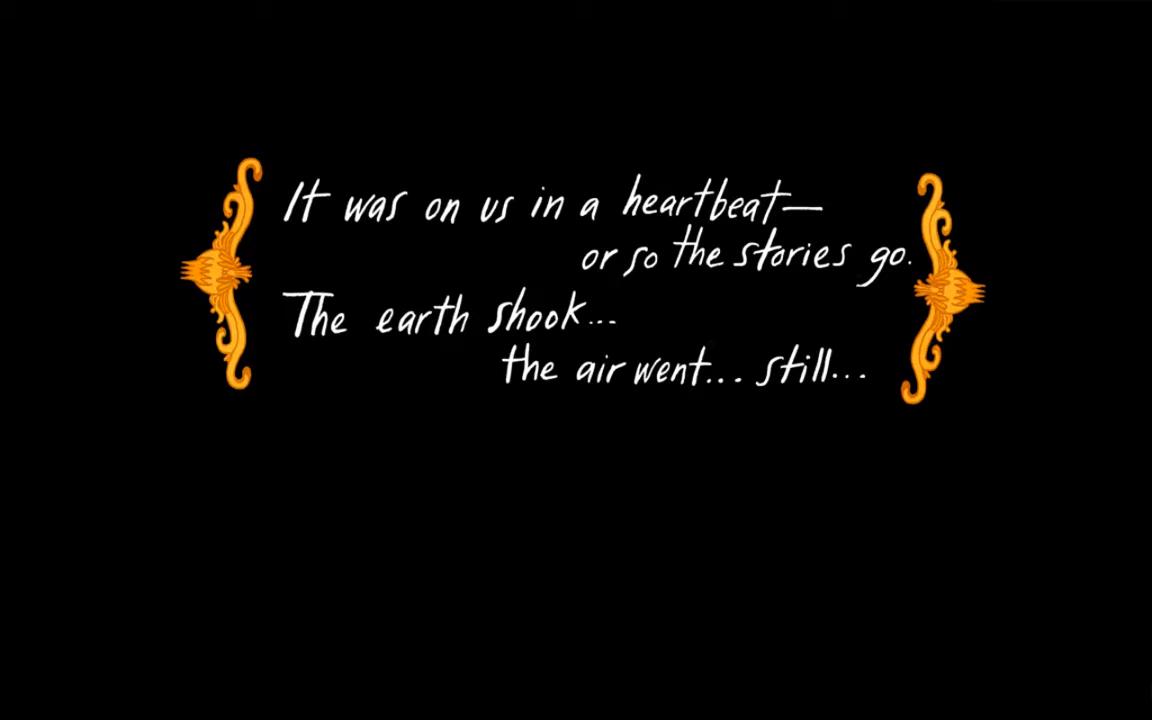 It was on us in a heartbeat—
or so the stories go.
The earth shook...
the air went... still...